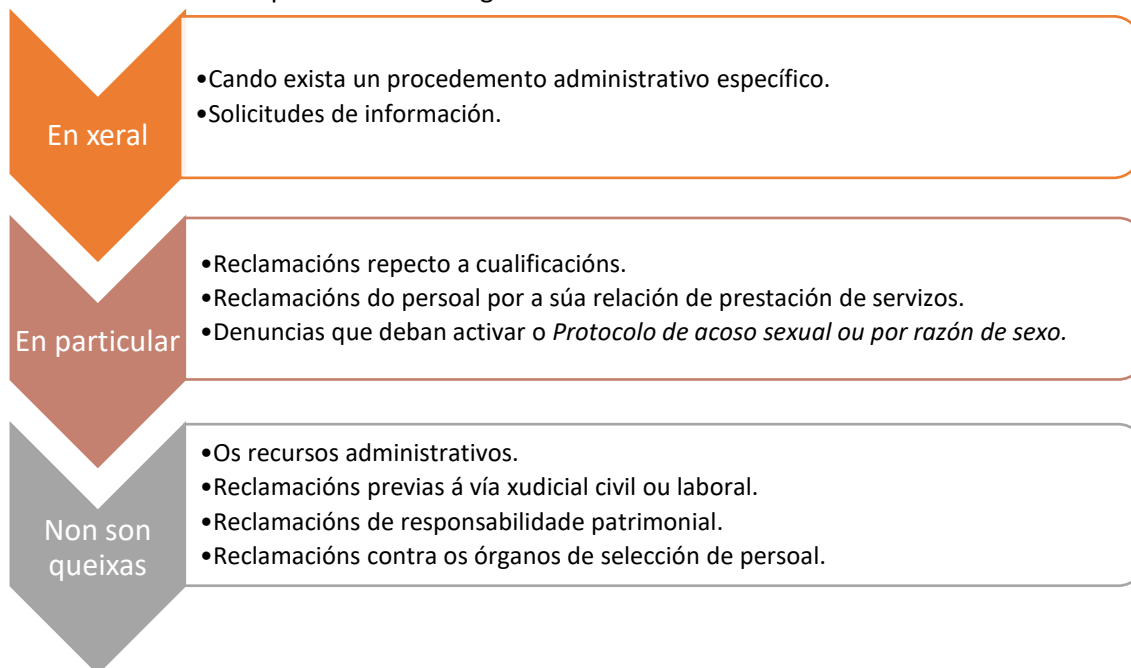 En xeral
•Cando exista un procedemento administrativo específico.
•Solicitudes de información.
En particular
•Reclamacións repecto a cualificacións.
•Reclamacións do persoal por a súa relación de prestación de servizos.
•Denuncias que deban activar o Protocolo de acoso sexual ou por razón de sexo.
Non son
queixas
•Os recursos administrativos.
•Reclamacións previas á vía xudicial civil ou laboral.
•Reclamacións de responsabilidade patrimonial.
•Reclamacións contra os órganos de selección de persoal.